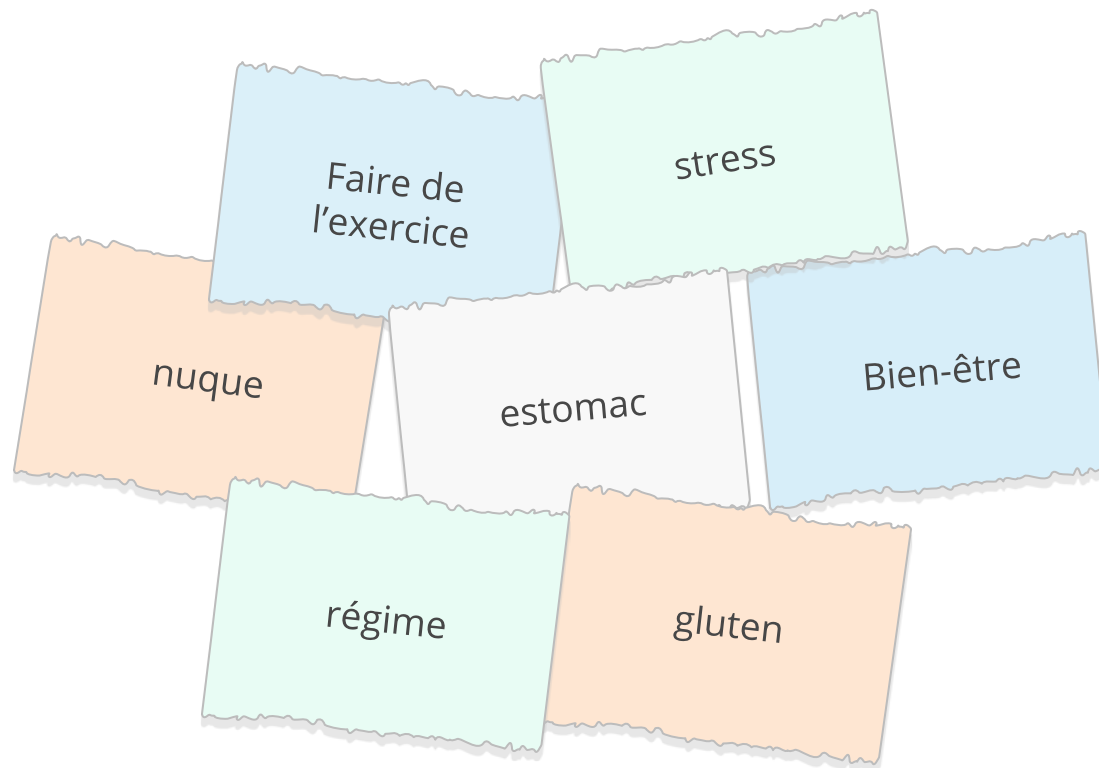 Faire de
l’exercice
stress
nuque
estomac
Bien-être
régime
gluten